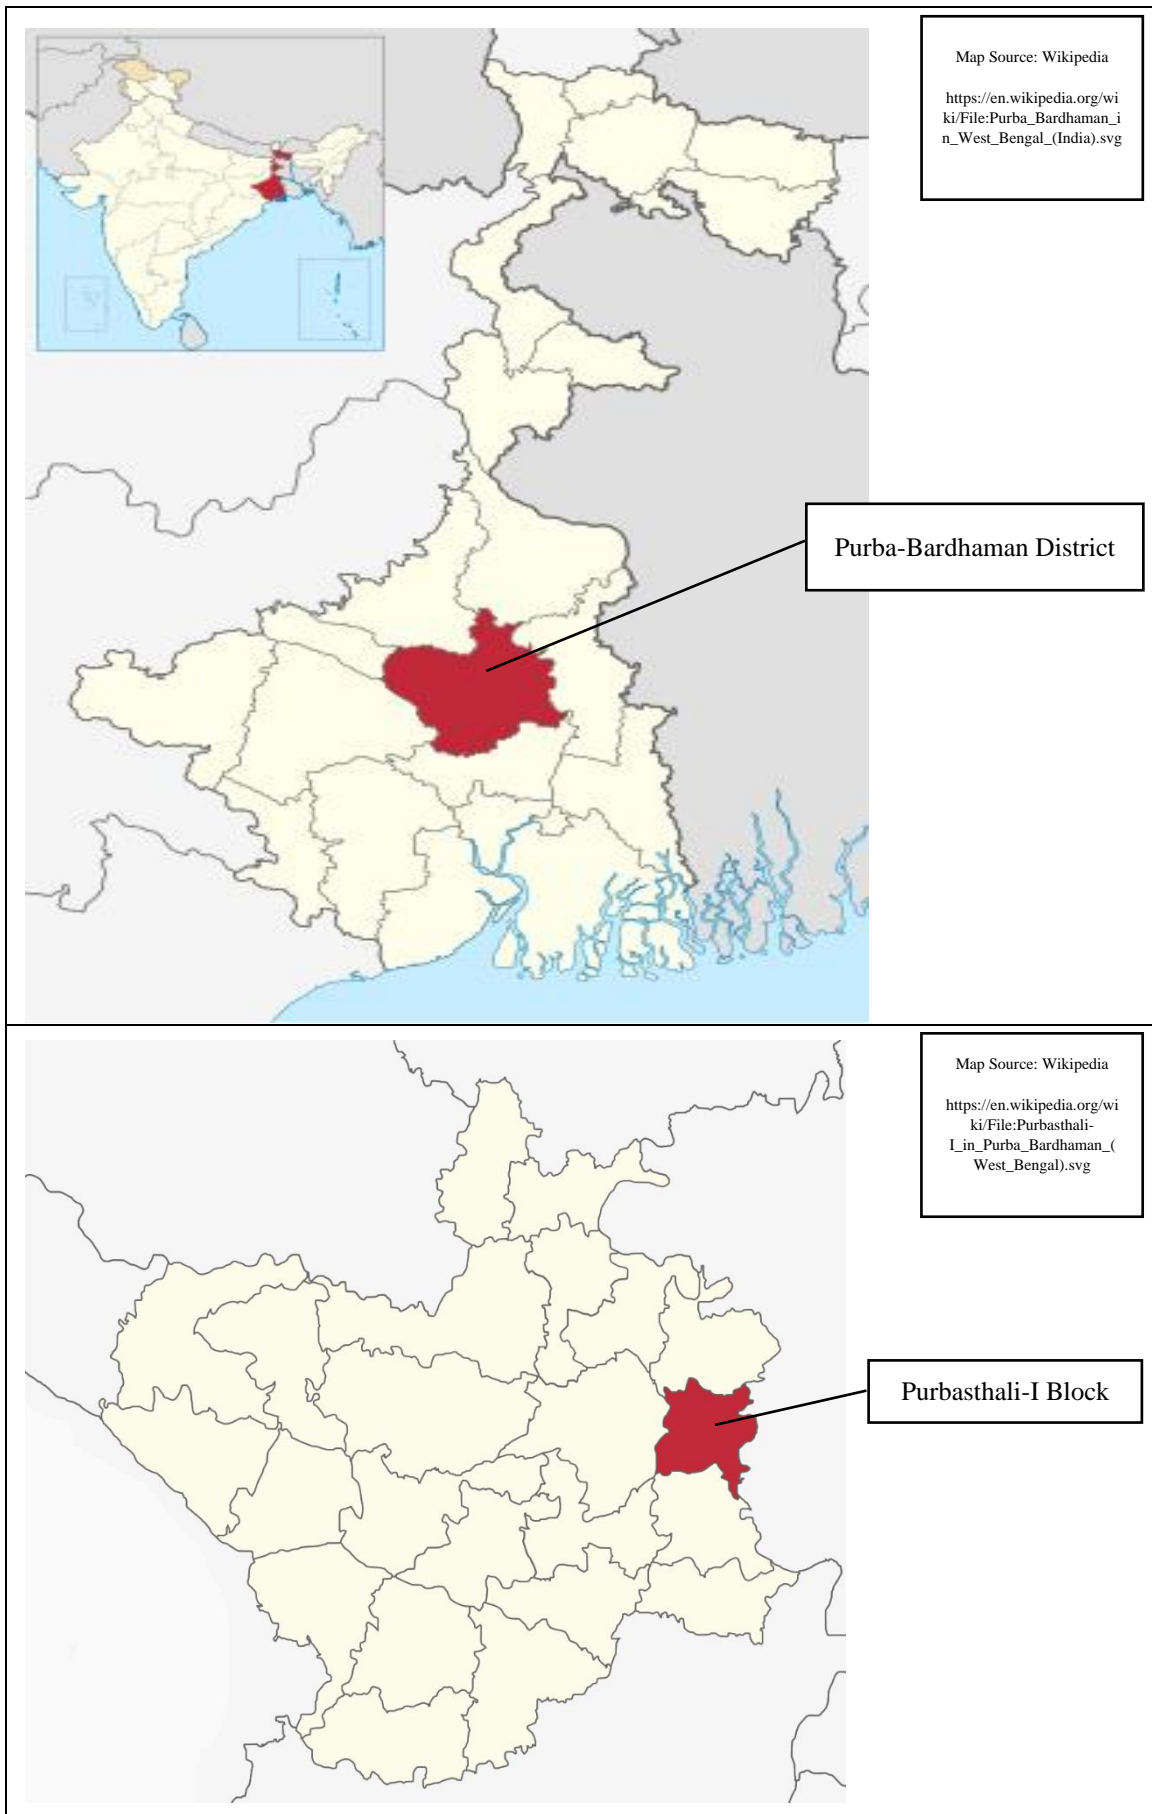 Map Source: Wikipedia
https://en.wikipedia.org/wi
ki/File:Purba_Bardhaman_i
n_West_Bengal_(India).svg
Purba-Bardhaman District
Map Source: Wikipedia
https://en.wikipedia.org/wi
ki/File:Purbasthali-
I_in_Purba_Bardhaman_(
West_Bengal).svg
Purbasthali-I Block